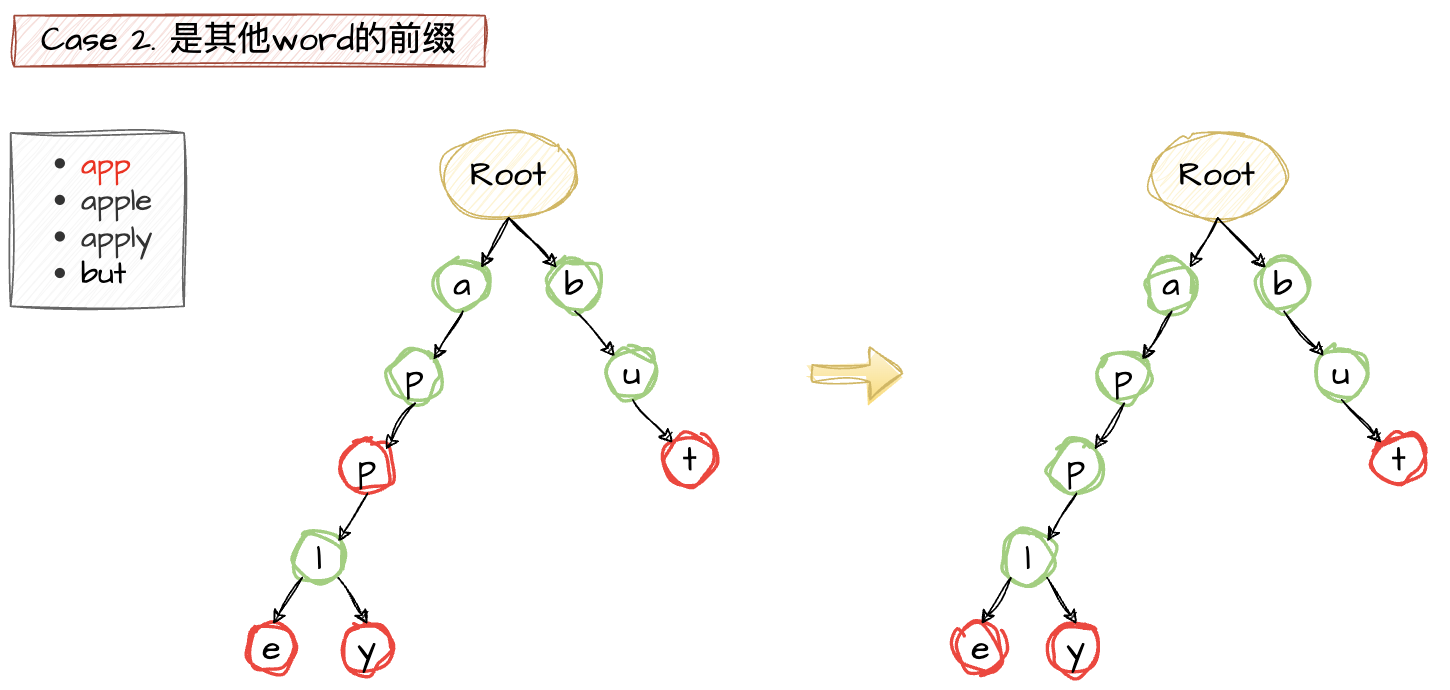 Case 2. 是其他word的前缀
app
apple
apply
but
Root
a
b
p
u
p
t
l
e
y
Root
a
b
p
u
p
t
l
e
y